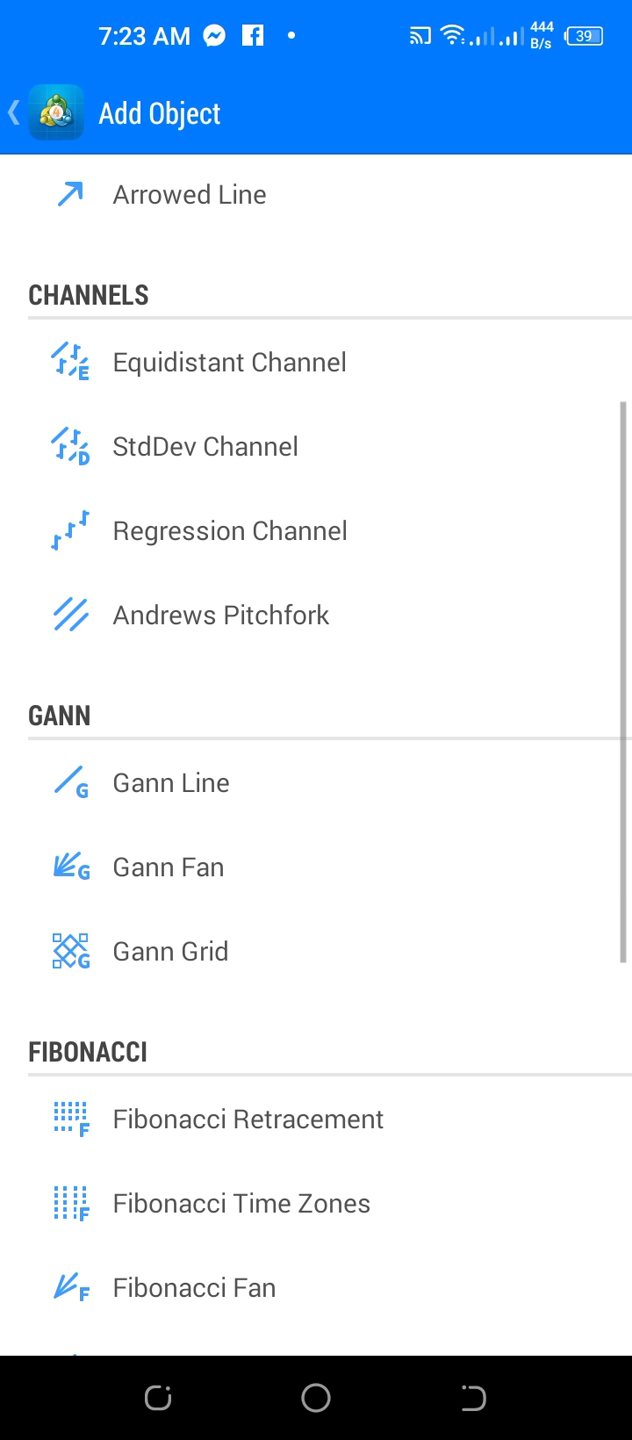 7:23 AM
444
B/s
39
Add Object
Arrowed Line
CHANNELS
E
Equidistant Channel
D
StdDev Channel
Regression Channel
Andrews Pitchfork
GANN
G
Gann Line
G
Gann Fan
G
Gann Grid
FIBONACCI
F
Fibonacci Retracement
F
Fibonacci Time Zones
F
Fibonacci Fan